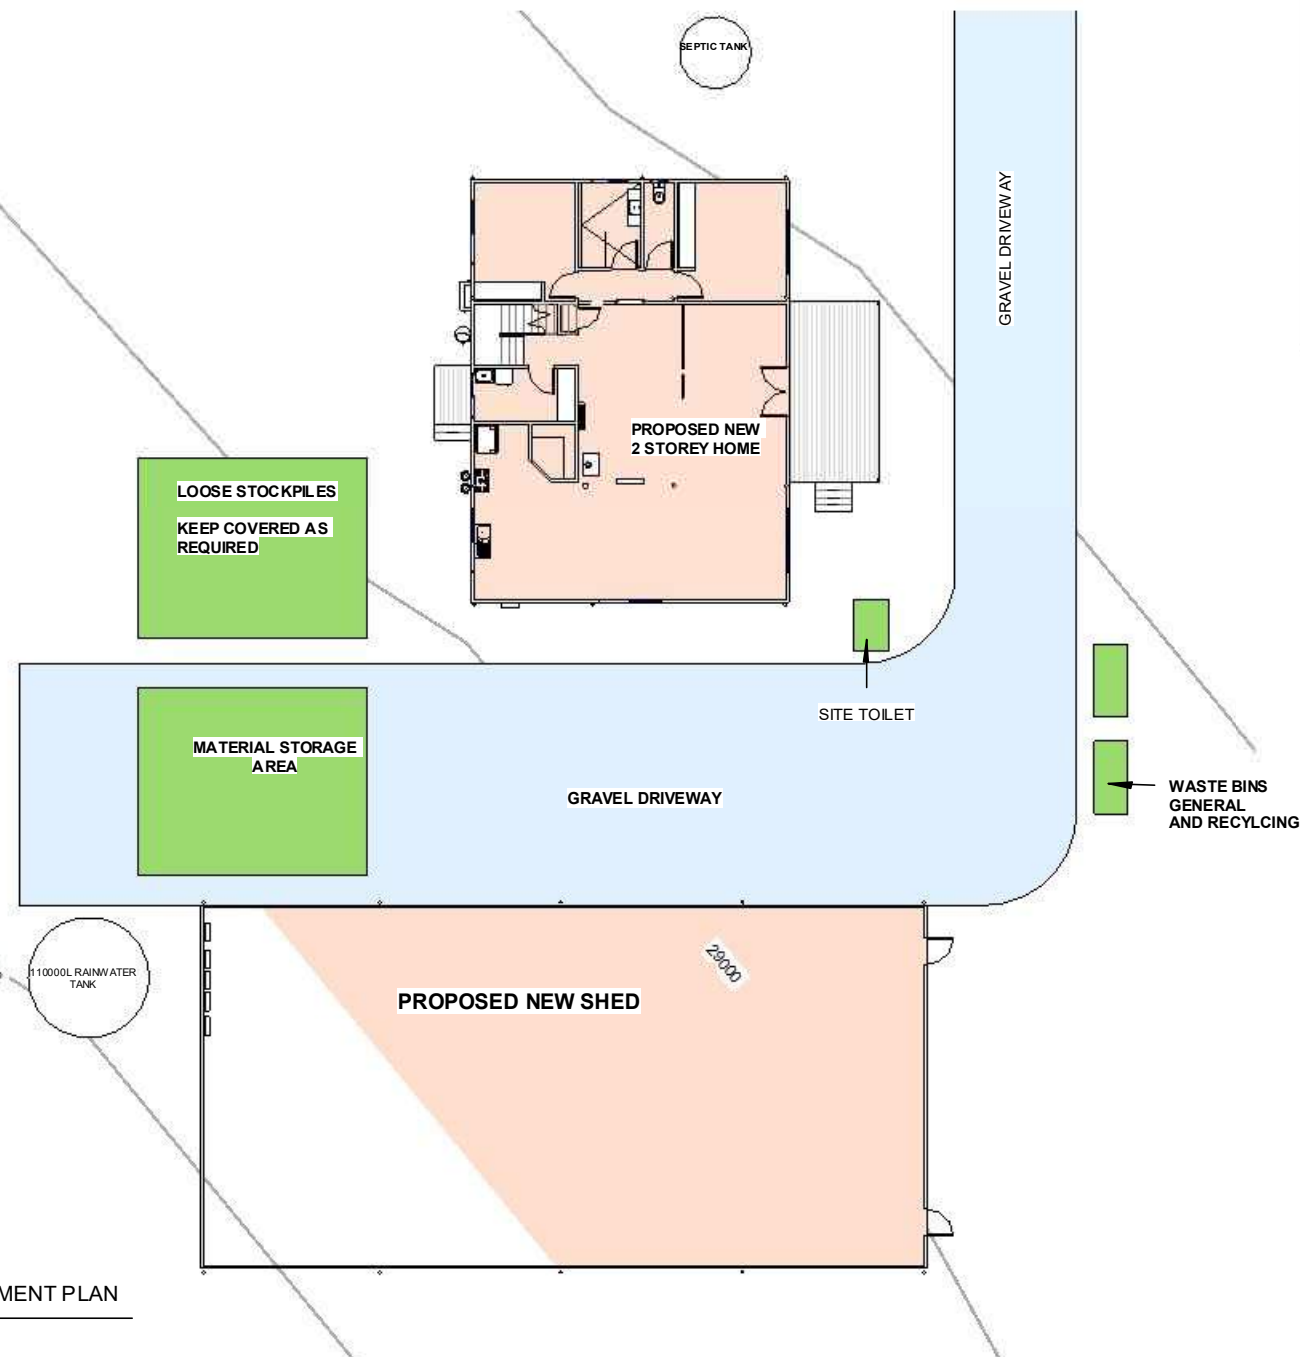 SEPTIC TANK
GRAVEL DRIVEWAY
PROPOSED NEW
2 STOREY HOME
LOOSE STOCKPILES
KEEP COVERED AS
REQUIRED
SITE TOILET
MATERIAL STORAGE
AREA
GRAVEL DRIVEWAY
WASTE BINS
GENERAL
AND RECYLCING
110000L RAINWATER
TANK
29000
PROPOSED NEW SHED
MENT PLAN